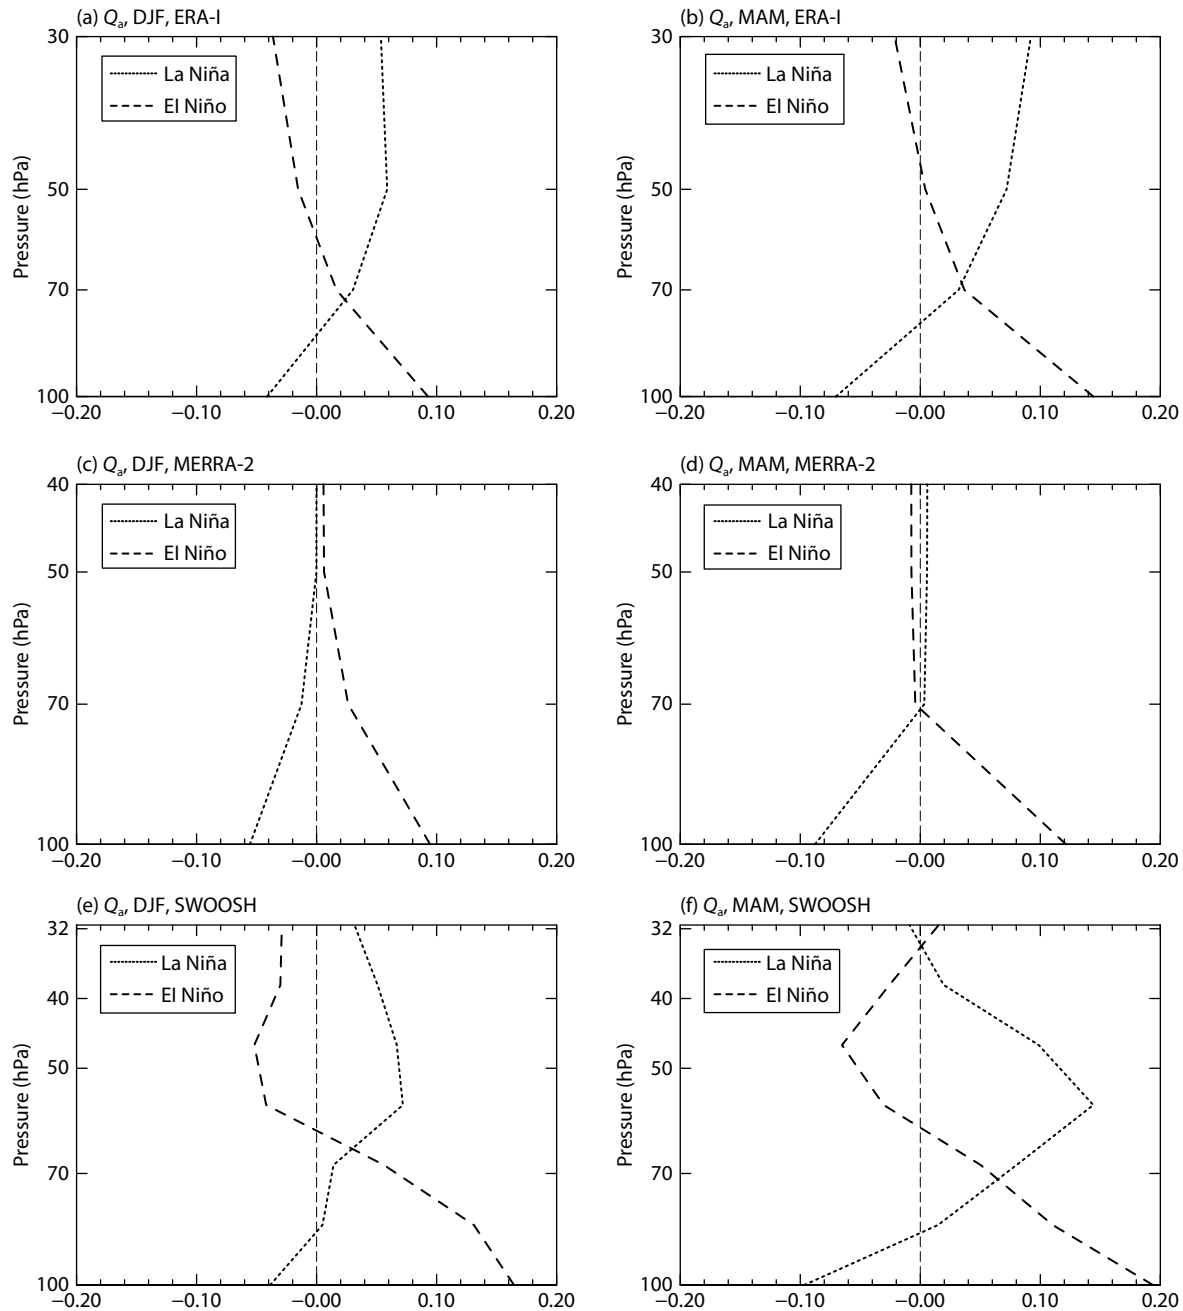 (a) Qa, DJF, ERA-I
30
50
70
100
Pressure (hPa)
La Niña
El Niño
−0.20 −0.10 −0.00 0.10 0.20
(b) Qa, MAM, ERA-I
30
50
70
100
Pressure (hPa)
La Niña
El Niño
−0.20 −0.10 −0.00 0.10 0.20
(c) Qa, DJF, MERRA-2
40
50
70
100
Pressure (hPa)
La Niña
El Niño
−0.20 −0.10 −0.00 0.10 0.20
(d) Qa, MAM, MERRA-2
40
50
70
100
Pressure (hPa)
La Niña
El Niño
−0.20 −0.10 −0.00 0.10 0.20
(e) Qa, DJF, SWOOSH
32
40
50
70
100
Pressure (hPa)
La Niña
El Niño
−0.20 −0.10 −0.00 0.10 0.20
(f) Qa, MAM, SWOOSH
32
40
50
70
100
Pressure (hPa)
La Niña
El Niño
−0.20 −0.10 −0.00 0.10 0.20